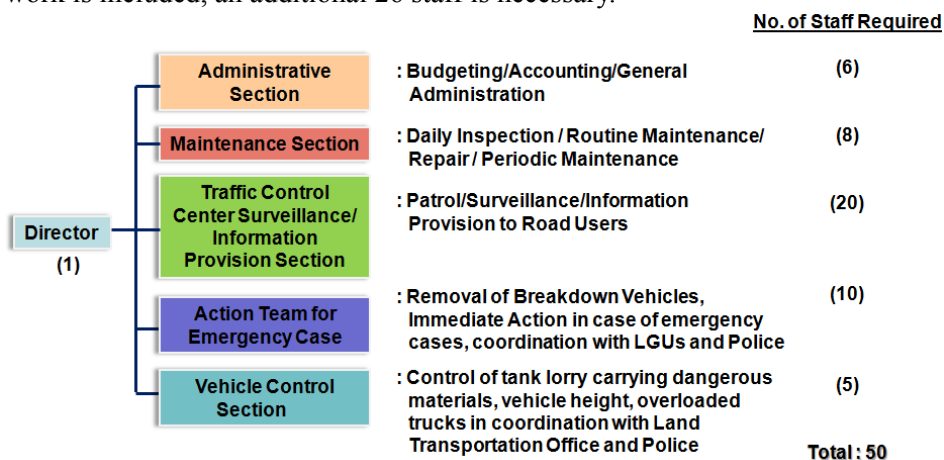 work is included, an additional 20 staff is necessary.
No. of Staff Required
Administrative
Section
: Budgeting/Accounting/General
Administration
(6)
Maintenance Section
: Daily Inspection / Routine Maintenance/
Repair / Periodic Maintenance
(8)
Traffic Control
Center Surveillance/
Information
Provision Section
: Patrol/Surveillance/Information
Provision to Road Users
(20)
Director
(1)
Action Team for
Emergency Case
: Removal of Breakdown Vehicles,
Immediate Action in case of emergency
cases, coordination with LGUs and Police
(10)
Vehicle Control
Section
: Control of tank lorry carrying dangerous
materials, vehicle height, overloaded
trucks in coordination with Land
Transportation Office and Police
(5)
Total : 50